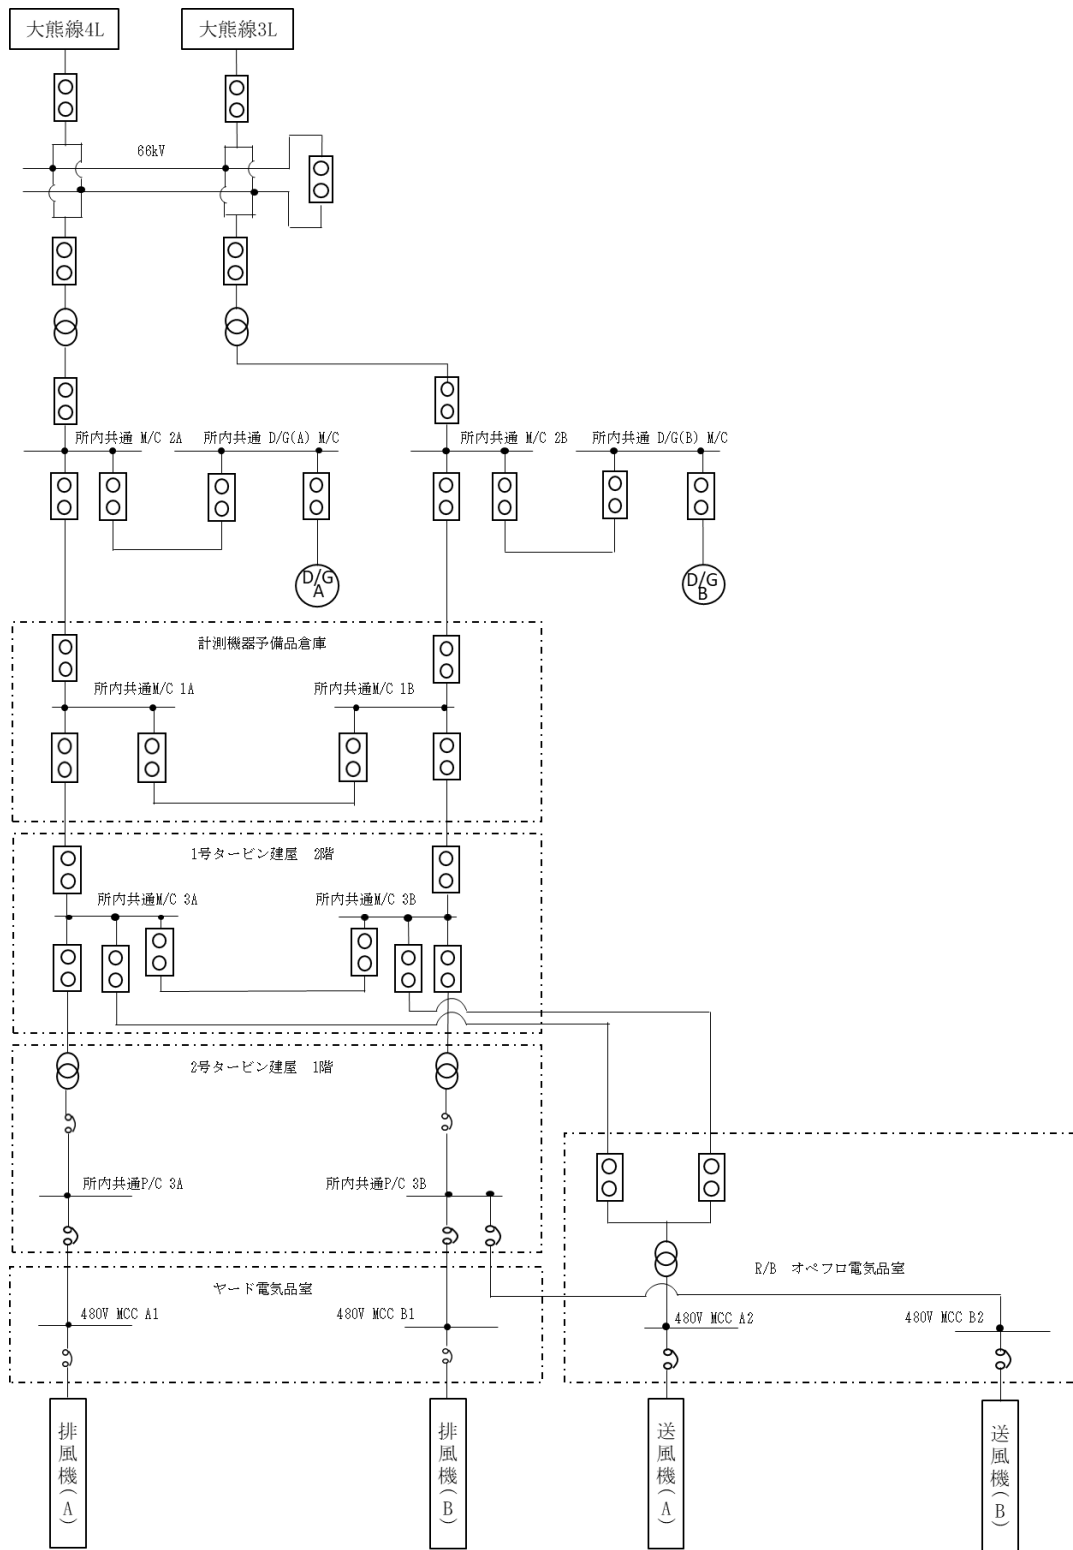 大熊線4L
大熊線3L
66kV
所内共通 M/C 2A
所内共通 D/G(A) M/C
所内共通 M/C 2B
所内共通 D/G(B) M/C
D/G
A
D/G
B
計測機器予備品倉庫
所内共通M/C 1A
所内共通M/C 1B
1号タービン建屋 2階
所内共通M/C 3A
所内共通M/C 3B
2号タービン建屋 1階
所内共通P/C 3A
所内共通P/C 3B
R/B オペフロ電気品室
ヤード電気品室
480V MCC A1
480V MCC B1
480V MCC A2
480V MCC B2
排風機(A)
排風機(B)
送風機(A)
送風機(B)